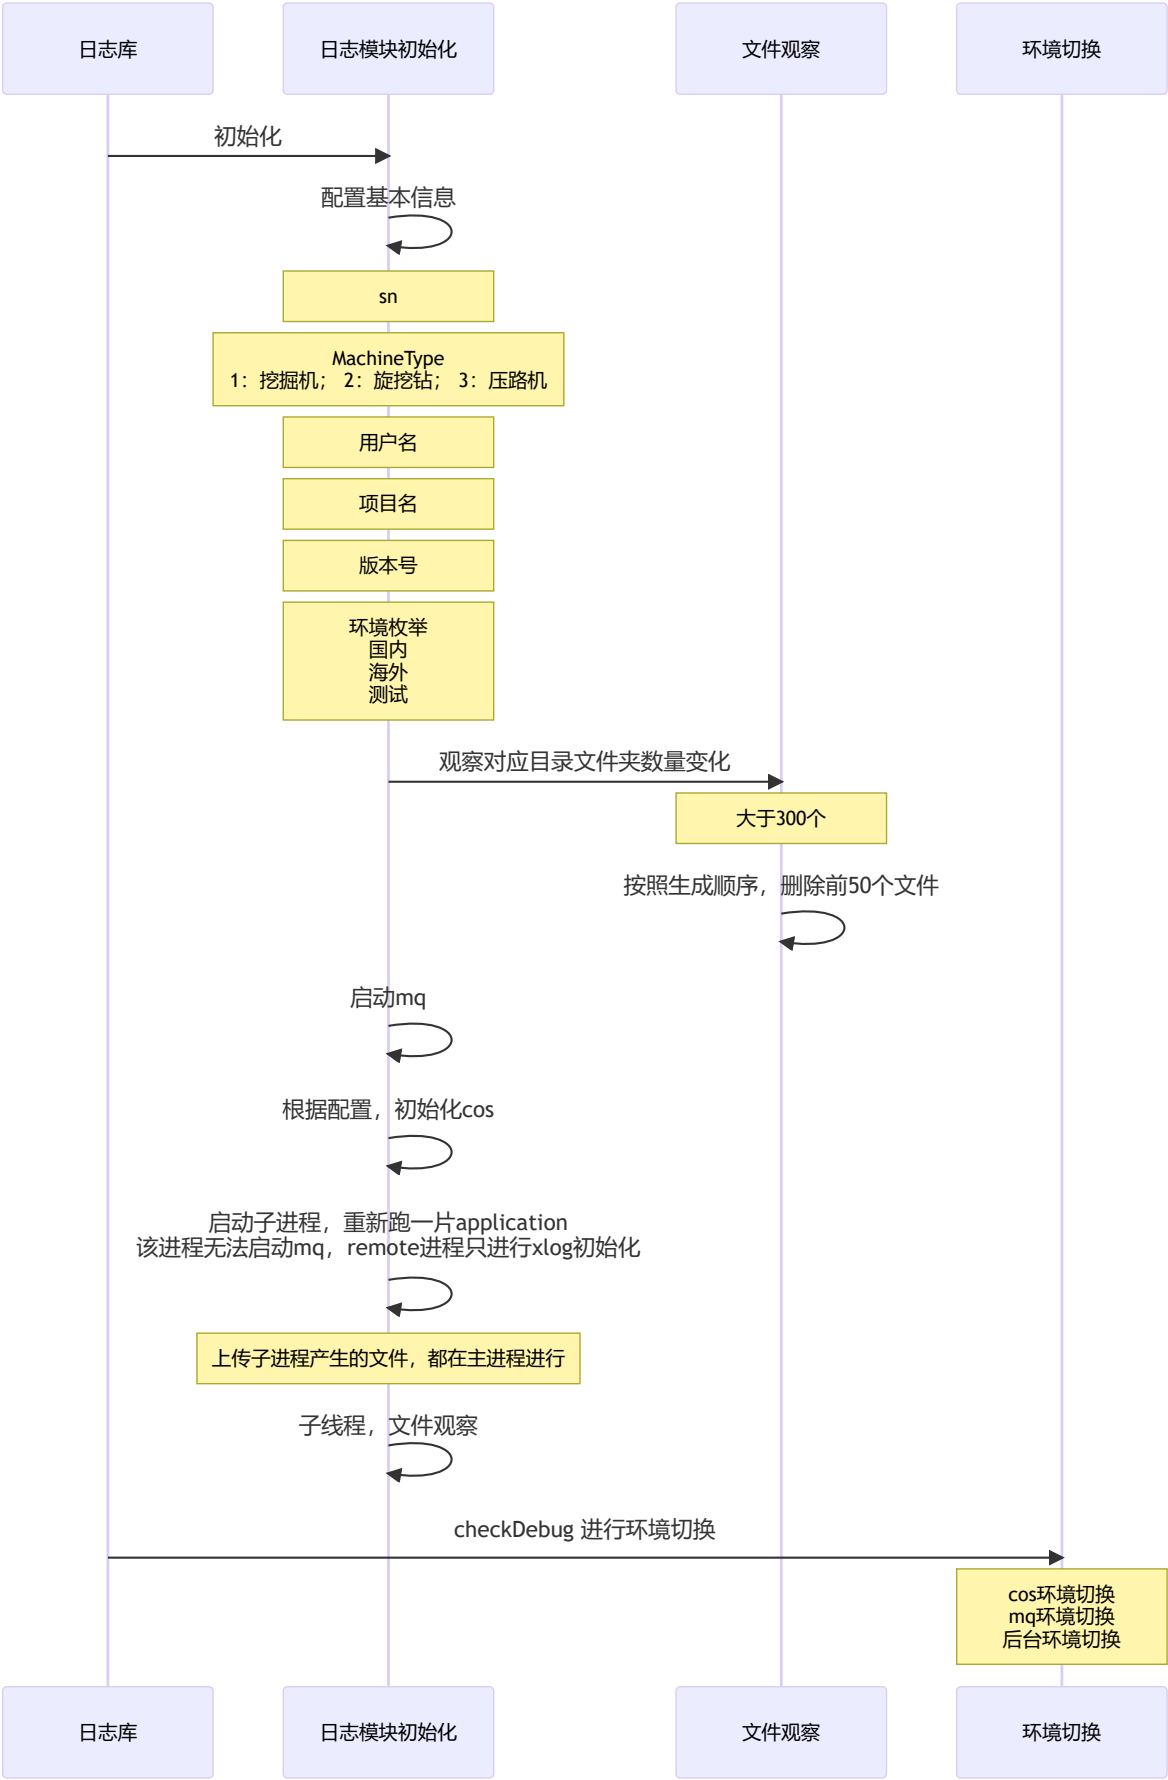 日志库
日志模块初始化
文件观察
环境切换
初始化
配置基本信息
sn
MachineType
1：挖掘机； 2：旋挖钻； 3：压路机
用户名
项目名
版本号
环境枚举
国内
海外
测试
观察对应目录文件夹数量变化
大于300个
按照生成顺序，删除前50个文件
启动mq
根据配置，初始化cos
启动子进程，重新跑一片application
该进程无法启动mq，remote进程只进行xlog初始化
上传子进程产生的文件，都在主进程进行
子线程，文件观察
checkDebug 进行环境切换
cos环境切换
mq环境切换
后台环境切换
日志库
日志模块初始化
文件观察
环境切换